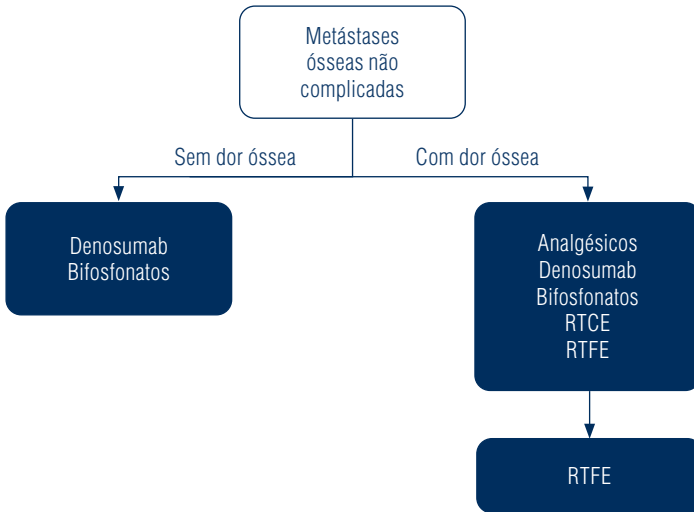 Metástases
ósseas não
complicadas
Sem dor óssea
Com dor óssea
Denosumab
Bifosfonatos
Analgésicos
Denosumab
Bifosfonatos
RTCE
RTFE
RTFE